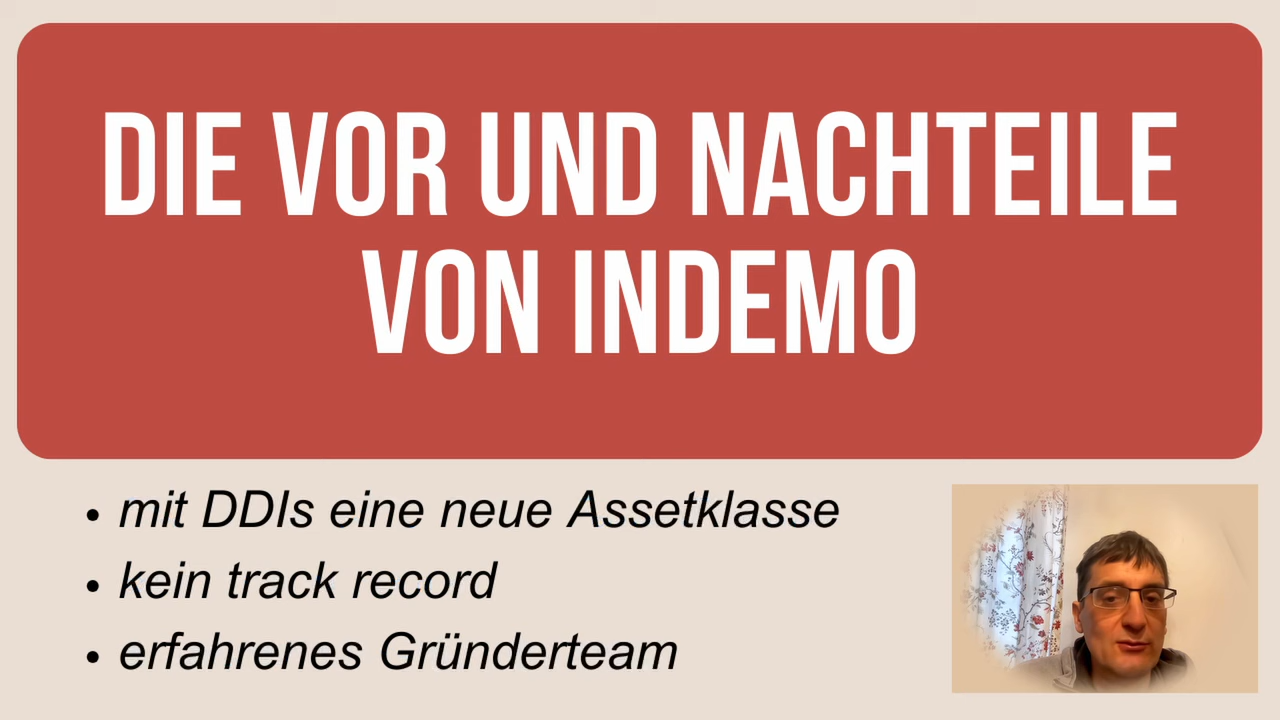 DIE VOR UND NACHTEILE
VON INDEMO
• mit DDIs eine neue Assetklasse
• kein track record
• erfahrenes Gründerteam